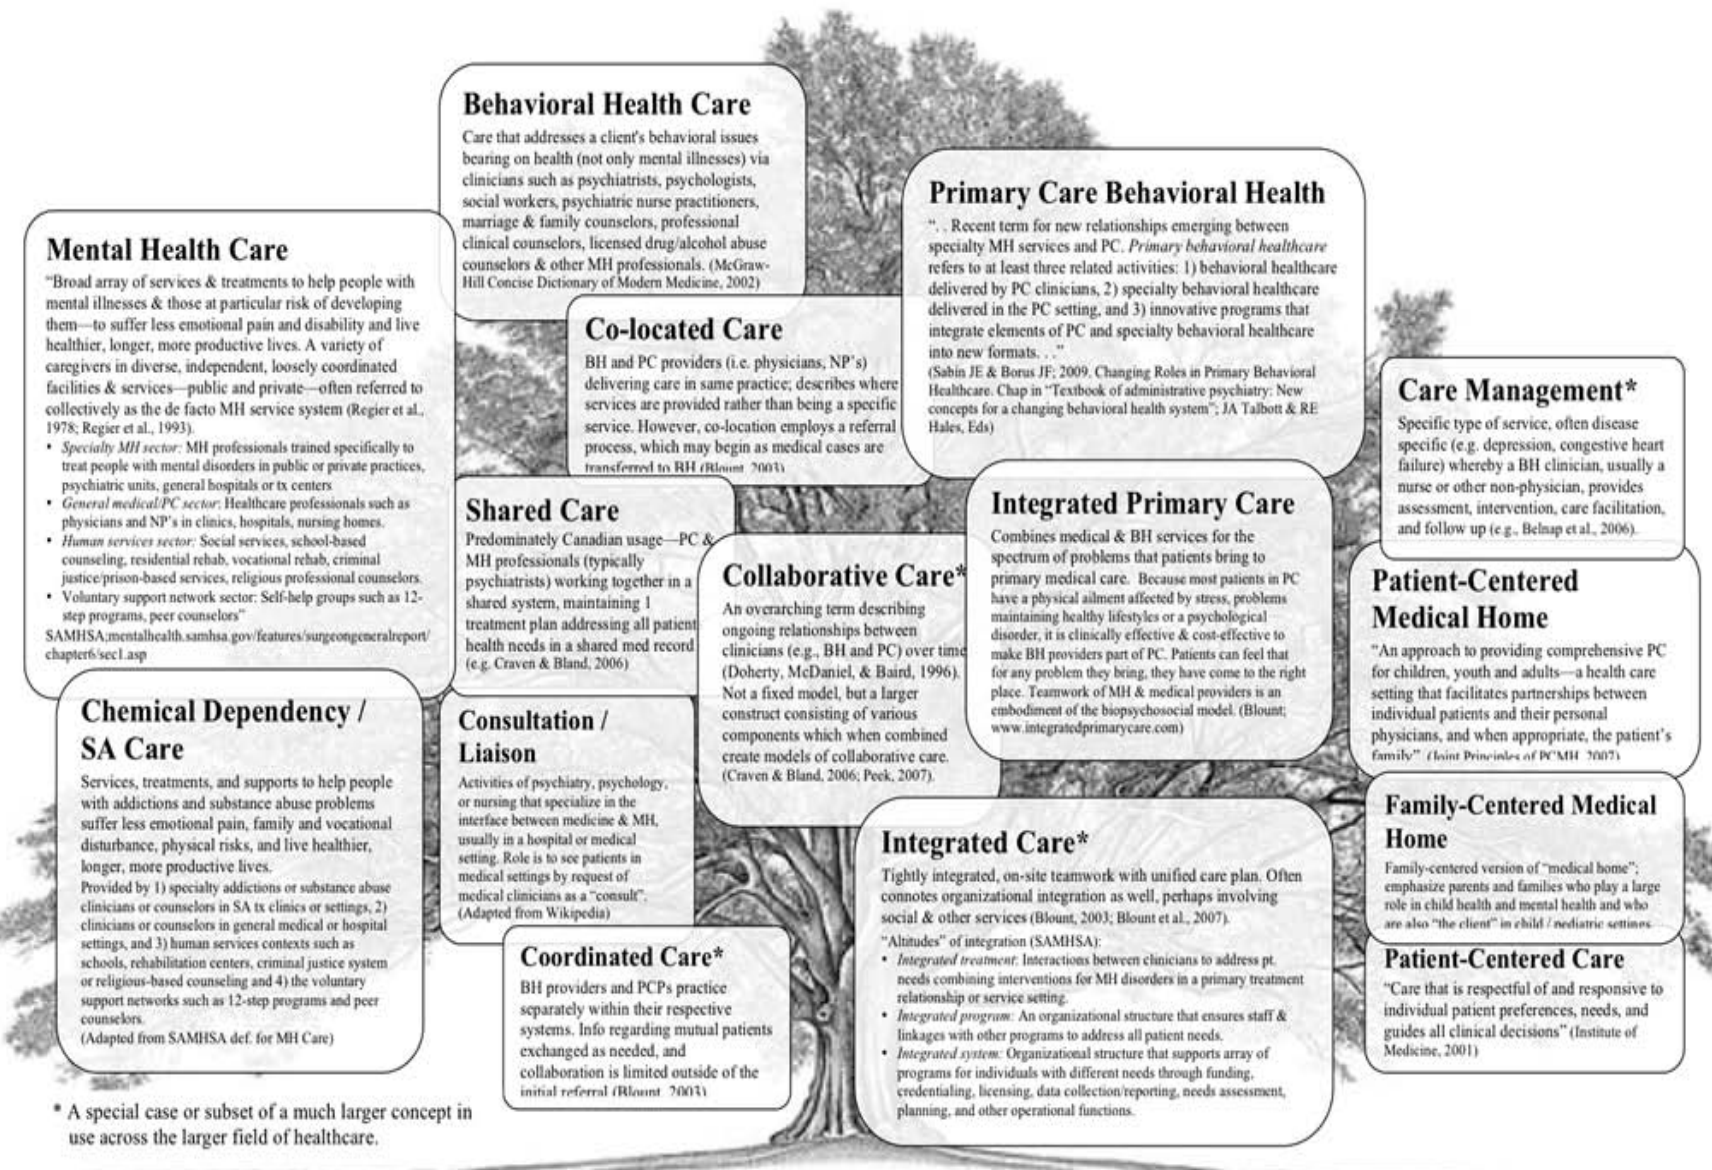 Behavioral Health Care
Care that addresses a client's behavioral issues
bearing on health (not only mental illnesses) via
clinicians such as psychiatrists, psychologists,
social workers, psychiatric nurse practitioners,
marriage & family counselors, professional
clinical counselors, licensed drug/alcohol abuse
counselors & other MH professionals. (McGraw-
Hill Concise Dictionary of Modern Medicine, 2002)
Primary Care Behavioral Health
“. . Recent term for new relationships emerging between
specialty MH services and PC. Primary behavioral healthcare
refers to at least three related activities: 1) behavioral healthcare
delivered by PC clinicians, 2) specialty behavioral healthcare
delivered in the PC setting, and 3) innovative programs that
integrate elements of PC and specialty behavioral healthcare
into new formats. . .”
(Sabin JE & Borus JF; 2009. Changing Roles in Primary Behavioral
Healthcare. Chap in “Textbook of administrative psychiatry: New
concepts for a changing behavioral health system”; JA Talbott & RE
Hales, Eds)
Mental Health Care
“Broad array of services & treatments to help people with
mental illnesses & those at particular risk of developing
them—to suffer less emotional pain and disability and live
healthier, longer, more productive lives. A variety of
caregivers in diverse, independent, loosely coordinated
facilities & services—public and private—often referred to
collectively as the de facto MH service system (Regier et al.,
1978; Regier et al., 1993).
• Specialty MH sector: MH professionals trained specifically to
treat people with mental disorders in public or private practices,
psychiatric units, general hospitals or tx centers
• General medical/PC sector: Healthcare professionals such as
physicians and NP's in clinics, hospitals, nursing homes.
• Human services sector: Social services, school-based
counseling, residential rehab, vocational rehab, criminal
justice/prison-based services, religious professional counselors.
• Voluntary support network sector: Self-help groups such as 12-
step programs, peer counselors”
SAMHSA;mentalhealth.samhsa.gov/features/surgeongeneralreport/
chapter6/sec1.asp
Co-located Care
BH and PC providers (i.e. physicians, NP's)
delivering care in same practice; describes where
services are provided rather than being a specific
service. However, co-location employs a referral
process, which may begin as medical cases are
transferred to BH (Blount, 2003)
Care Management*
Specific type of service, often disease
specific (e.g. depression, congestive heart
failure) whereby a BH clinician, usually a
nurse or other non-physician, provides
assessment, intervention, care facilitation,
and follow up (e.g., Belnap et al., 2006).
Shared Care
Predominately Canadian usage—PC &
MH professionals (typically
psychiatrists) working together in a
shared system, maintaining 1
treatment plan addressing all patient
health needs in a shared med record
(e.g. Craven & Bland, 2006)
Integrated Primary Care
Combines medical & BH services for the
spectrum of problems that patients bring to
primary medical care. Because most patients in PC
have a physical ailment affected by stress, problems
maintaining healthy lifestyles or a psychological
disorder, it is clinically effective & cost-effective to
make BH providers part of PC. Patients can feel that
for any problem they bring, they have come to the right
place. Teamwork of MH & medical providers is an
embodiment of the biopsychosocial model. (Blount;
www.integratedprimarycare.com)
Collaborative Care*
An overarching term describing
ongoing relationships between
clinicians (e.g., BH and PC) over time
(Doherty, McDaniel, & Baird, 1996).
Not a fixed model, but a larger
construct consisting of various
components which when combined
create models of collaborative care.
(Craven & Bland, 2006; Peek, 2007).
Patient-Centered
Medical Home
“An approach to providing comprehensive PC
for children, youth and adults—a health care
setting that facilitates partnerships between
individual patients and their personal
physicians, and when appropriate, the patient's
family”. (Joint Principles of PCMH, 2007)
Chemical Dependency /
SA Care
Services, treatments, and supports to help people
with addictions and substance abuse problems
suffer less emotional pain, family and vocational
disturbance, physical risks, and live healthier,
longer, more productive lives.
Provided by 1) specialty addictions or substance abuse
clinicians or counselors in SA tx clinics or settings, 2)
clinicians or counselors in general medical or hospital
settings, and 3) human services contexts such as
schools, rehabilitation centers, criminal justice system
or religious-based counseling and 4) the voluntary
support networks such as 12-step programs and peer
counselors.
(Adapted from SAMHSA def. for MH Care)
Consultation /
Liaison
Activities of psychiatry, psychology,
or nursing that specialize in the
interface between medicine & MH,
usually in a hospital or medical
setting. Role is to see patients in
medical settings by request of
medical clinicians as a “consult”.
(Adapted from Wikipedia)
Family-Centered Medical
Home
Family-centered version of “medical home”;
emphasize parents and families who play a large
role in child health and mental health and who
are also “the client” in child / pediatric settings
Integrated Care*
Tightly integrated, on-site teamwork with unified care plan. Often
connotes organizational integration as well, perhaps involving
social & other services (Blount, 2003; Blount et al., 2007).
“Altitudes” of integration (SAMHSA):
• Integrated treatment: Interactions between clinicians to address pt.
needs combining interventions for MH disorders in a primary treatment
relationship or service setting.
• Integrated program: An organizational structure that ensures staff &
linkages with other programs to address all patient needs.
• Integrated system: Organizational structure that supports array of
programs for individuals with different needs through funding,
credentialing, licensing, data collection/reporting, needs assessment,
planning, and other operational functions.
Coordinated Care*
BH providers and PCPs practice
separately within their respective
systems. Info regarding mutual patients
exchanged as needed, and
collaboration is limited outside of the
initial referral (Blount, 2003)
Patient-Centered Care
“Care that is respectful of and responsive to
individual patient preferences, needs, and
guides all clinical decisions” (Institute of
Medicine, 2001)
* A special case or subset of a much larger concept in
use across the larger field of healthcare.